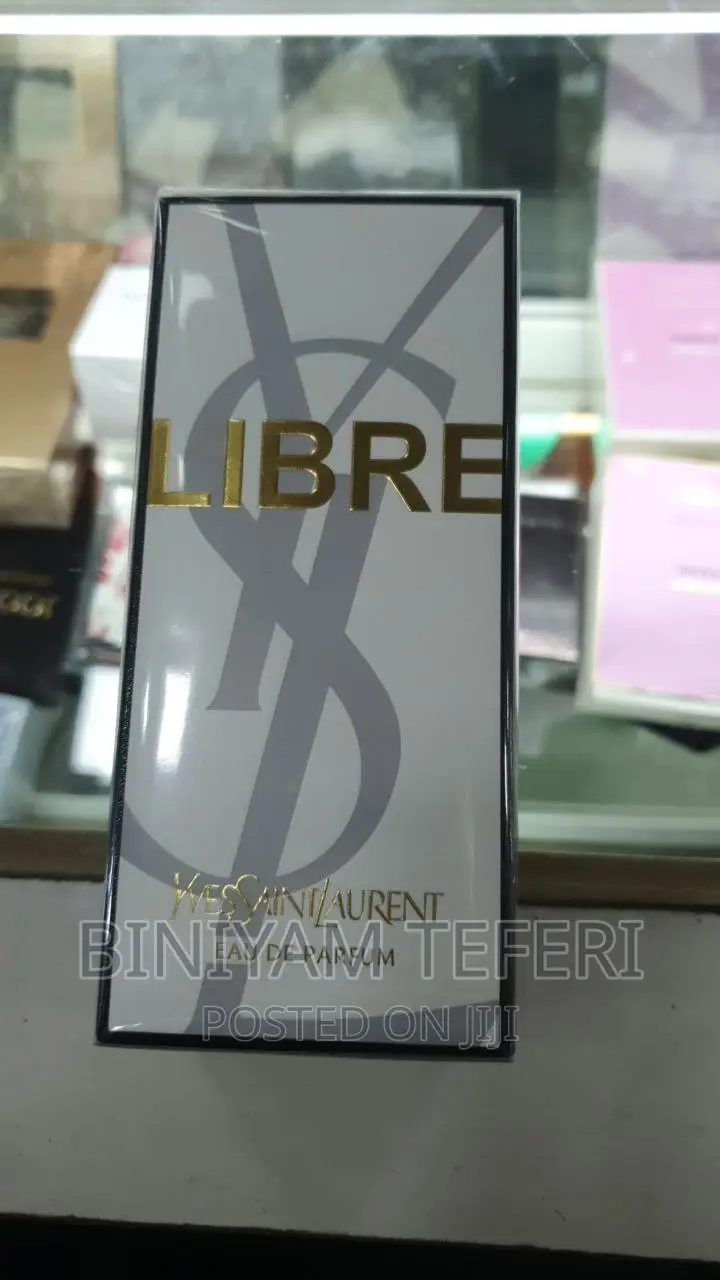 LIBRE
YVESSAINTLAURENT
EAU DE PARFUM
BINIYAM TEFERI
POSTED ON JIJI